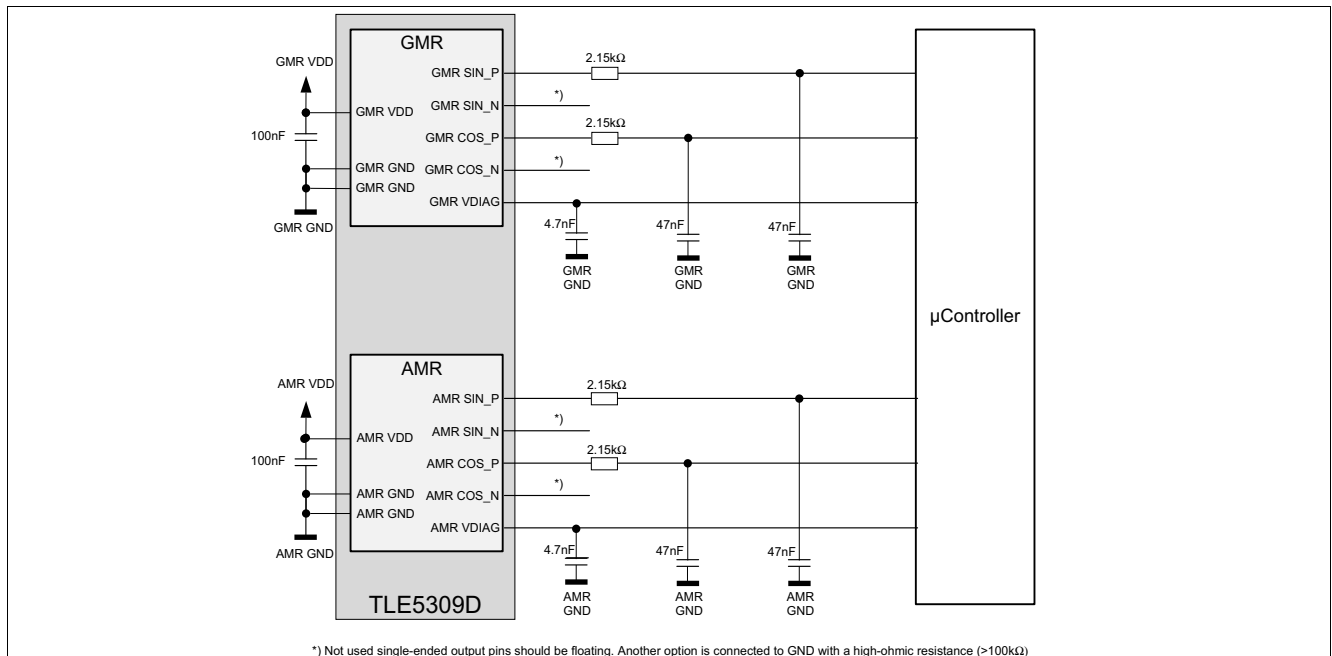 GMR
GMR VDD
GMR SIN_P
2.15kΩ
GMR SIN_N
*)
GMR VDD
100nF
GMR COS_P
2.15kΩ
GMR GND
GMR COS_N
*)
GMR GND
GMR VDIAG
GMR GND
4.7nF
47nF
47nF
GMR
GND
GMR
GND
GMR
GND
µController
AMR
AMR VDD
AMR SIN_P
2.15kΩ
AMR SIN_N
*)
AMR VDD
100nF
AMR COS_P
2.15kΩ
AMR GND
AMR COS_N
*)
AMR GND
AMR VDIAG
AMR GND
4.7nF
47nF
47nF
AMR
GND
AMR
GND
AMR
GND
TLE5309D
*) Not used single-ended output pins should be floating. Another option is connected to GND with a high-ohmic resistance (>100kΩ)